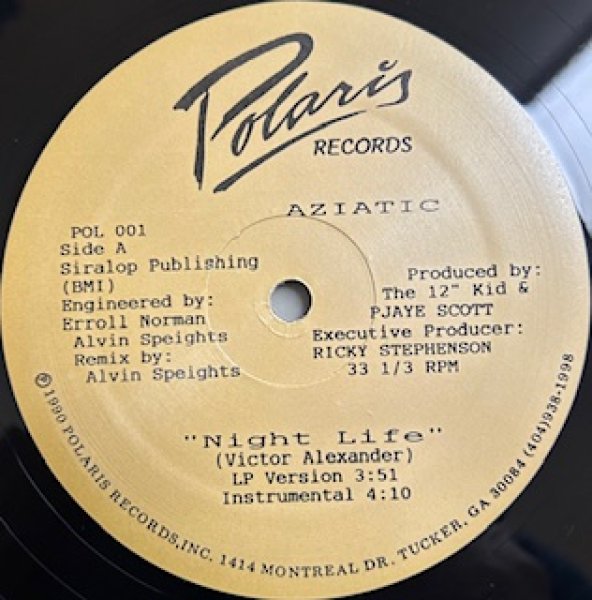 Polaris
RECORDS
AZIATIC
POL 001
Side A
Siralop Publishing
(BMI)
Engineered by:
Erroll Norman
Alvin Speights
Remix by:
Alvin Speights
Produced by:
The 12" Kid &
PJAYE SCOTT
Executive Producer:
RICKY STEPHENSON
33 1/3 RPM
"Night Life"
(Victor Alexander)
LP Version 3:51
Instrumental 4:10
℗1990 POLARIS RECORDS,INC. 1414 MONTREAL DR. TUCKER, GA 30084 (404)938-1998